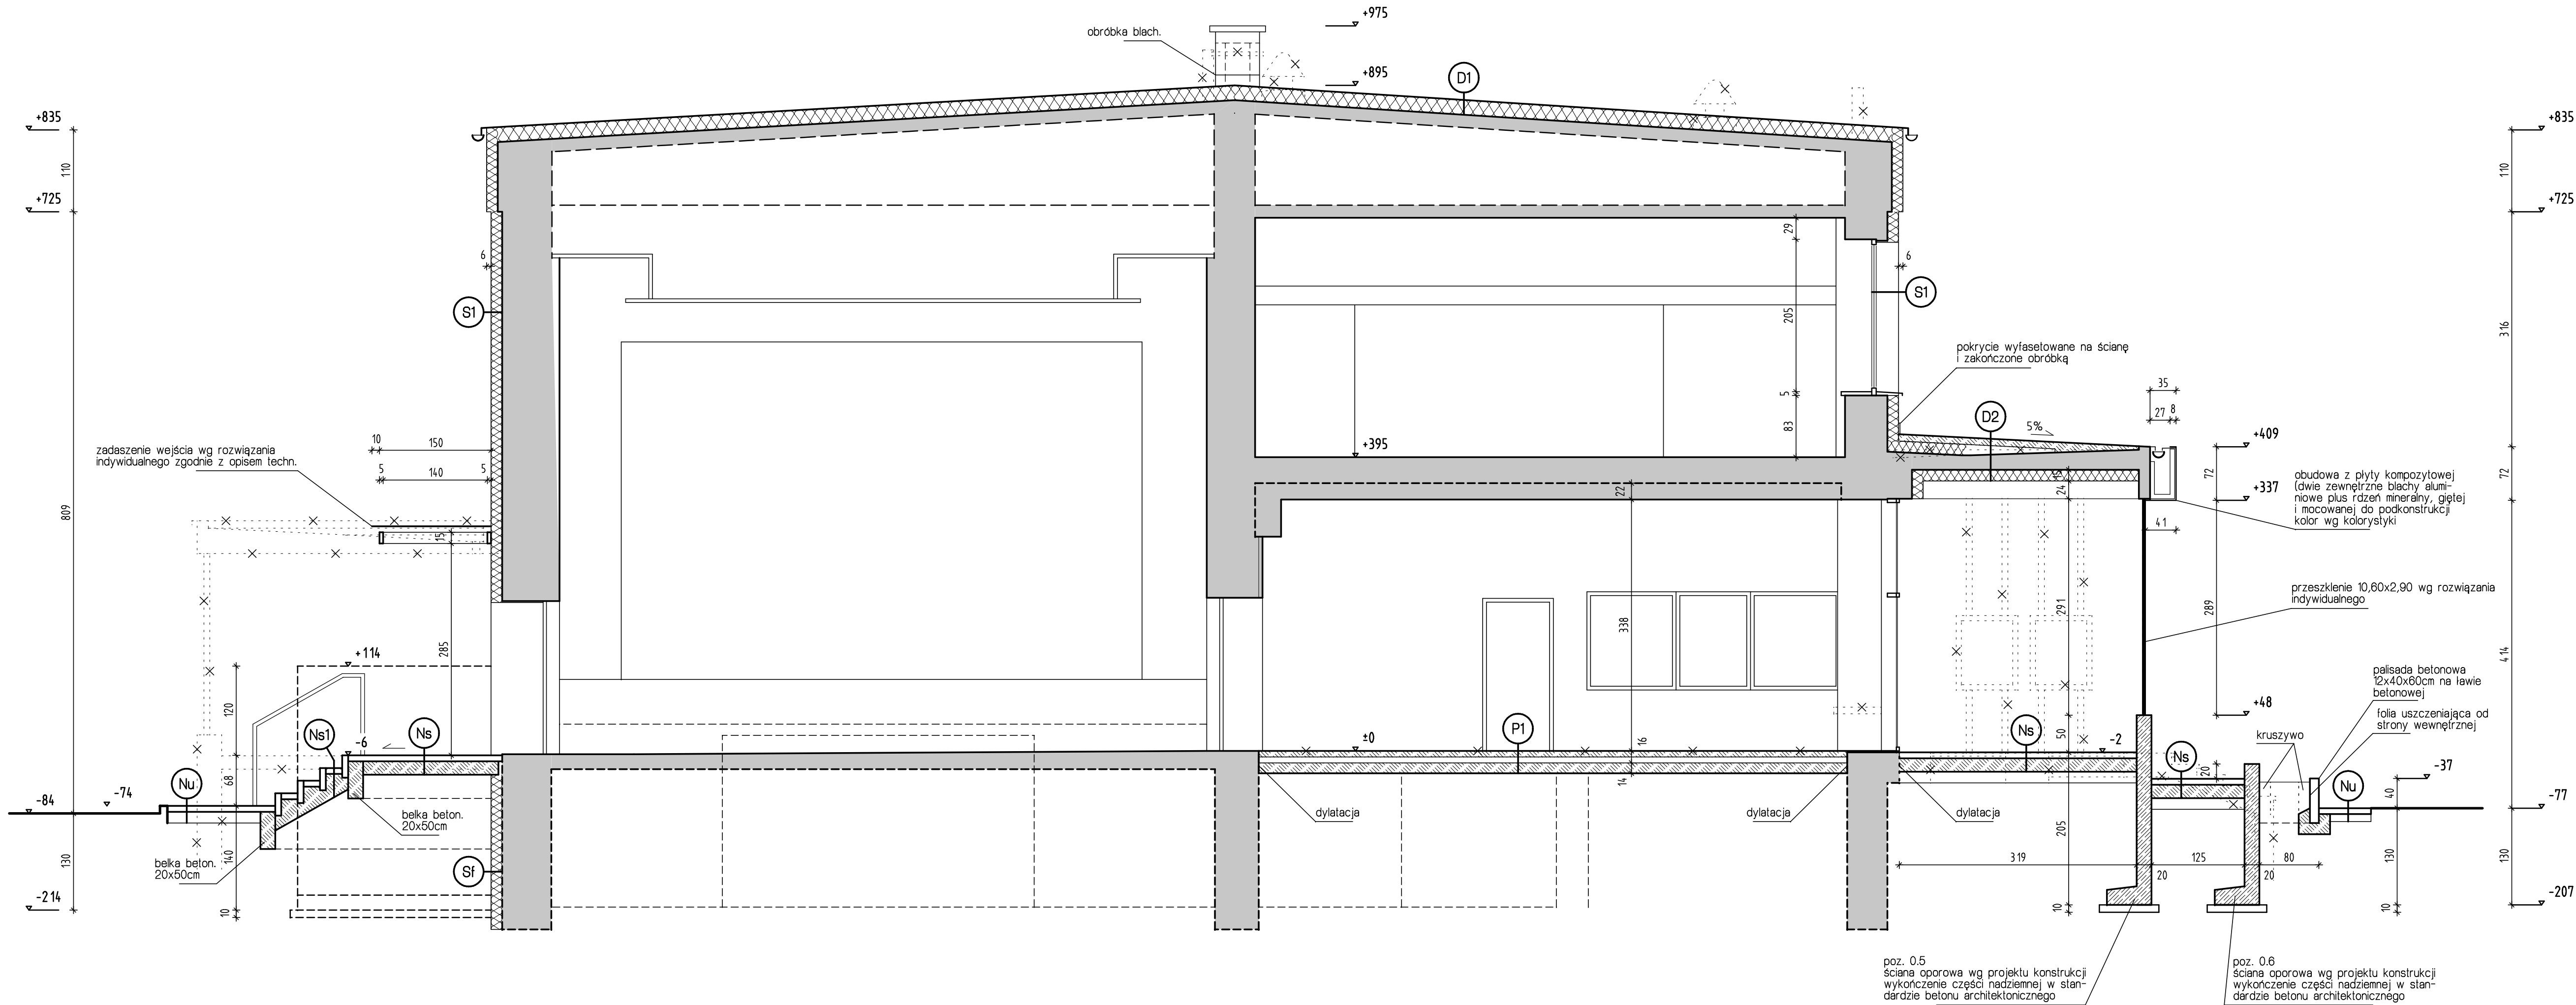 +975
obróbka blach.
+895
D1
+835
+835
110
110
+725
+725
29
6
6
S1
S1
205
316
pokrycie wyfasetowane na ścianę
i zakończone obróbką
35
27 8
5
D2
83
5%
+409
10 150
zadaszenie wejścia wg rozwiązania
indywidualnego zgodnie z opisem techn.
+395
5 140 5
15
72
72
obudowa z płyty kompozytowej
(dwie zewnętrzne blachy alumi-
niowe plus rdzeń mineralny, giętej
i mocowanej do podkonstrukcji
kolor wg kolorystyki
22
24
+337
809
41
15
291
289
przeszklenie 10,60x2,90 wg rozwiązania
indywidualnego
338
285
414
+114
palisada betonowa
12x40x60cm na ławie
betonowej
120
+48
folia uszczeniająca od
strony wewnętrznej
Ns1
Ns
-6
P1
±0
16
Ns
50
-2
Ns
kruszywo
Nu
68
14
20
-37
Nu
40
-84
-74
-77
belka beton.
20x50cm
dylatacja
dylatacja
dylatacja
205
130
140
belka beton.
20x50cm
Sf
319
125
80
130
130
20
20
-214
10
10
10
-207
poz. 0.5
ściana oporowa wg projektu konstrukcji
wykończenie części nadziemnej w stan-
dardzie betonu architektonicznego
poz. 0.6
ściana oporowa wg projektu konstrukcji
wykończenie części nadziemnej w stan-
dardzie betonu architektonicznego